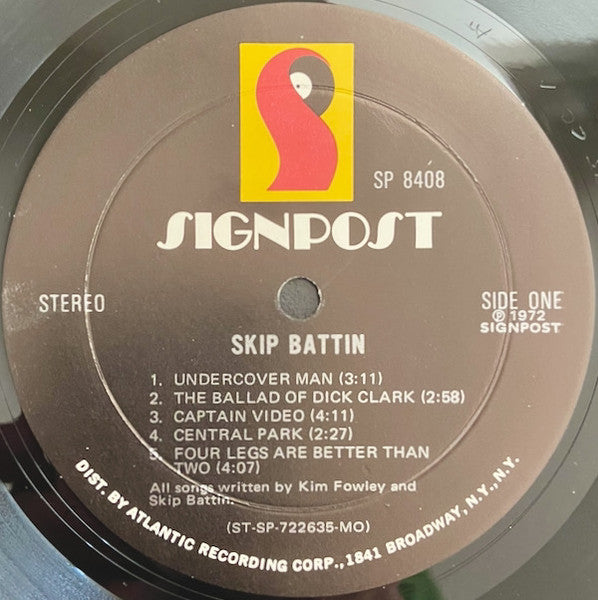 SP 8408
SIGNPOST
STEREO
SIDE ONE
℗ 1972
SIGNPOST
SKIP BATTIN
1. UNDERCOVER MAN (3:11)
2. THE BALLAD OF DICK CLARK (2:58)
3. CAPTAIN VIDEO (4:11)
4. CENTRAL PARK (2:27)
5. FOUR LEGS ARE BETTER THAN
TWO (4:07)
All songs written by Kim Fowley and
Skip Battin.
(ST-SP-722635-MO)
DIST. BY ATLANTIC RECORDING CORP., 1841 BROADWAY, N.Y., N.Y.